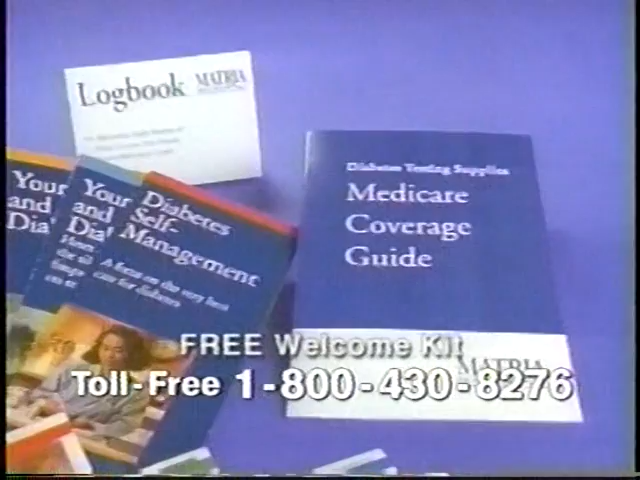 Logbook MATRIA
Your
and
Dia
Your
and
Dia
Diabetes
Self-
Management
A focus on the very best
care for diabetes
Diabetes Testing Supplies
Medicare
Coverage
Guide
MATRIA
FREE Welcome Kit
Toll-Free 1-800-430-8276